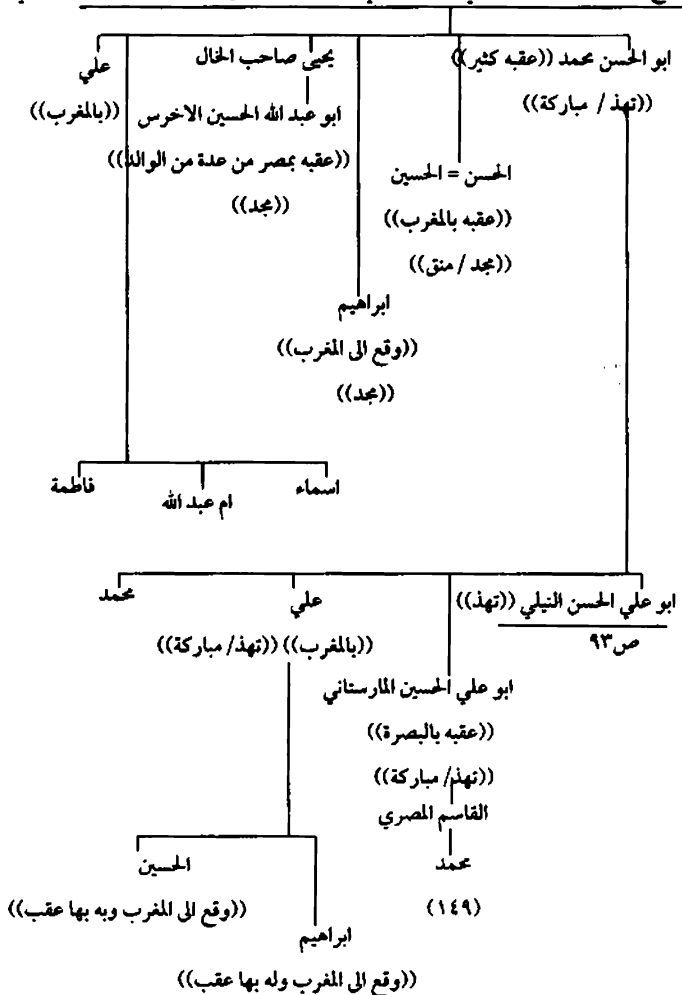 ابو الحسن محمد ((عقبه كثير))
((تهذ / مباركة))
يحيى صاحب الخال
علي
((بالمغرب))
ابو عبد الله الحسين الاخرس
((عقبه بمصر من عدة من الوالد))
((مجد))
الحسن = الحسين
((عقبه بالمغرب))
((مجد / منق))
ابراهيم
((وقع الى المغرب))
((مجد))
اسماء
ام عبد الله
فاطمة
ابو علي الحسن النيلي ((تهذ))
ص٩٣
علي
محمد
((بالمغرب)) ((تهذ/ مباركة))
ابو علي الحسين المارستاني
((عقبه بالبصرة))
((تهذ/ مباركة))
القاسم المصري
محمد
(١٤٩)
الحسين
((وقع الى المغرب وبه بها عقب))
ابراهيم
((وقع الى المغرب وله بها عقب))